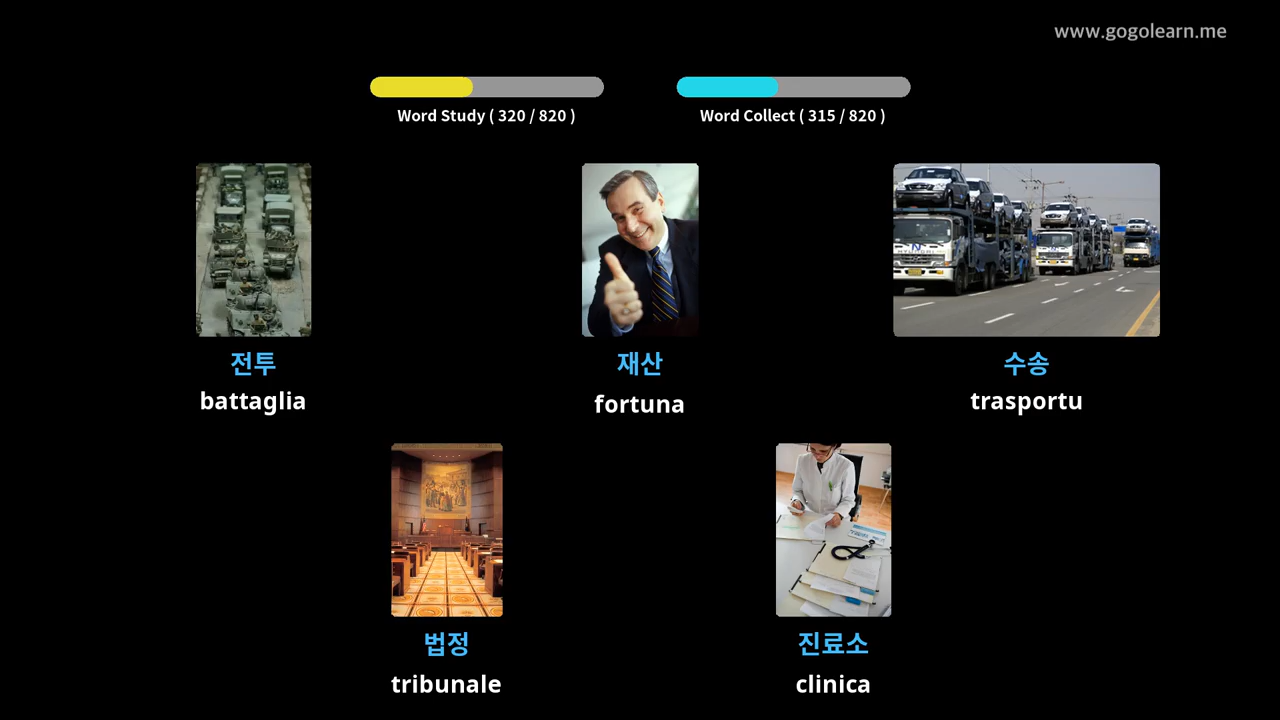 www.gogolearn.me
Word Study ( 320 / 820 )
Word Collect ( 315 / 820 )
전투
battaglia
재산
fortuna
수송
trasportu
법정
tribunale
진료소
clinica